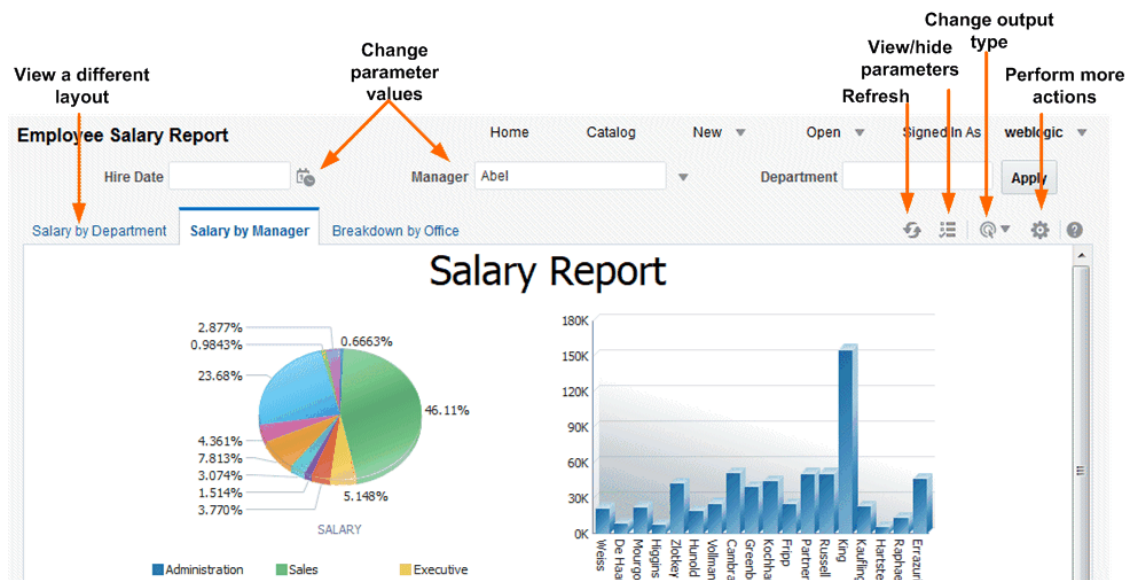 Change output
type
View/hide
parameters
Change
parameter
values
View a different
layout
Refresh
Perform more
actions
Employee Salary Report
Home Catalog New Open Signed In As weblogic
Hire Date Manager Abel Department Apply
Salary by Department Salary by Manager Breakdown by Office
Salary Report
2.877%
0.9843%
23.68%
4.361%
7.813%
3.074%
1.514%
3.770%
0.6663%
46.11%
5.148%
SALARY
Administration Sales Executive
180K
150K
120K
90K
60K
30K
0K
Weiss
De Haa
Mourgo
Higgins
Zlotkey
Hunold
Vollman
Cambra
Greenb
Kochha
Fripp
Partner
Russell
King
Kaufling
Hartste
Raphae
Errazuri